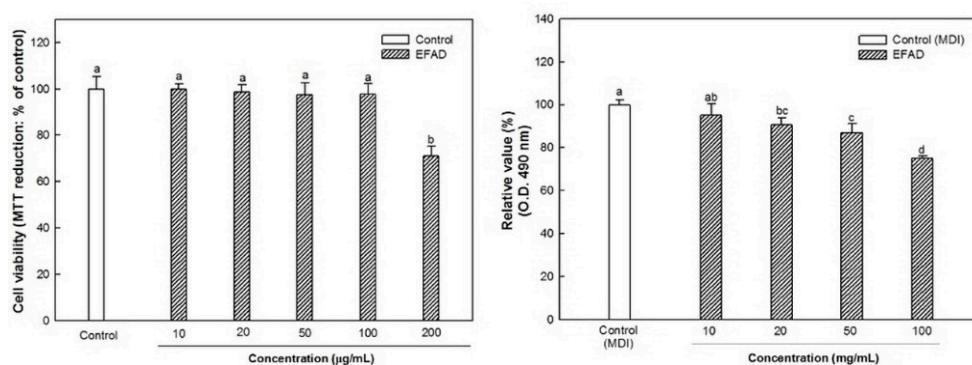 Cell viability (MTT reduction: % of control)
120
100
80
60
40
20
0
Control
EFAD
a
a
a
a
a
b
Control
10
20
50
100
200
Concentration (µg/mL)
Relative value (%)
(O.D. 490 nm)
140
120
100
80
60
40
20
0
Control (MDI)
EFAD
a
ab
bc
c
d
Control
(MDI)
10
20
50
100
Concentration (mg/mL)